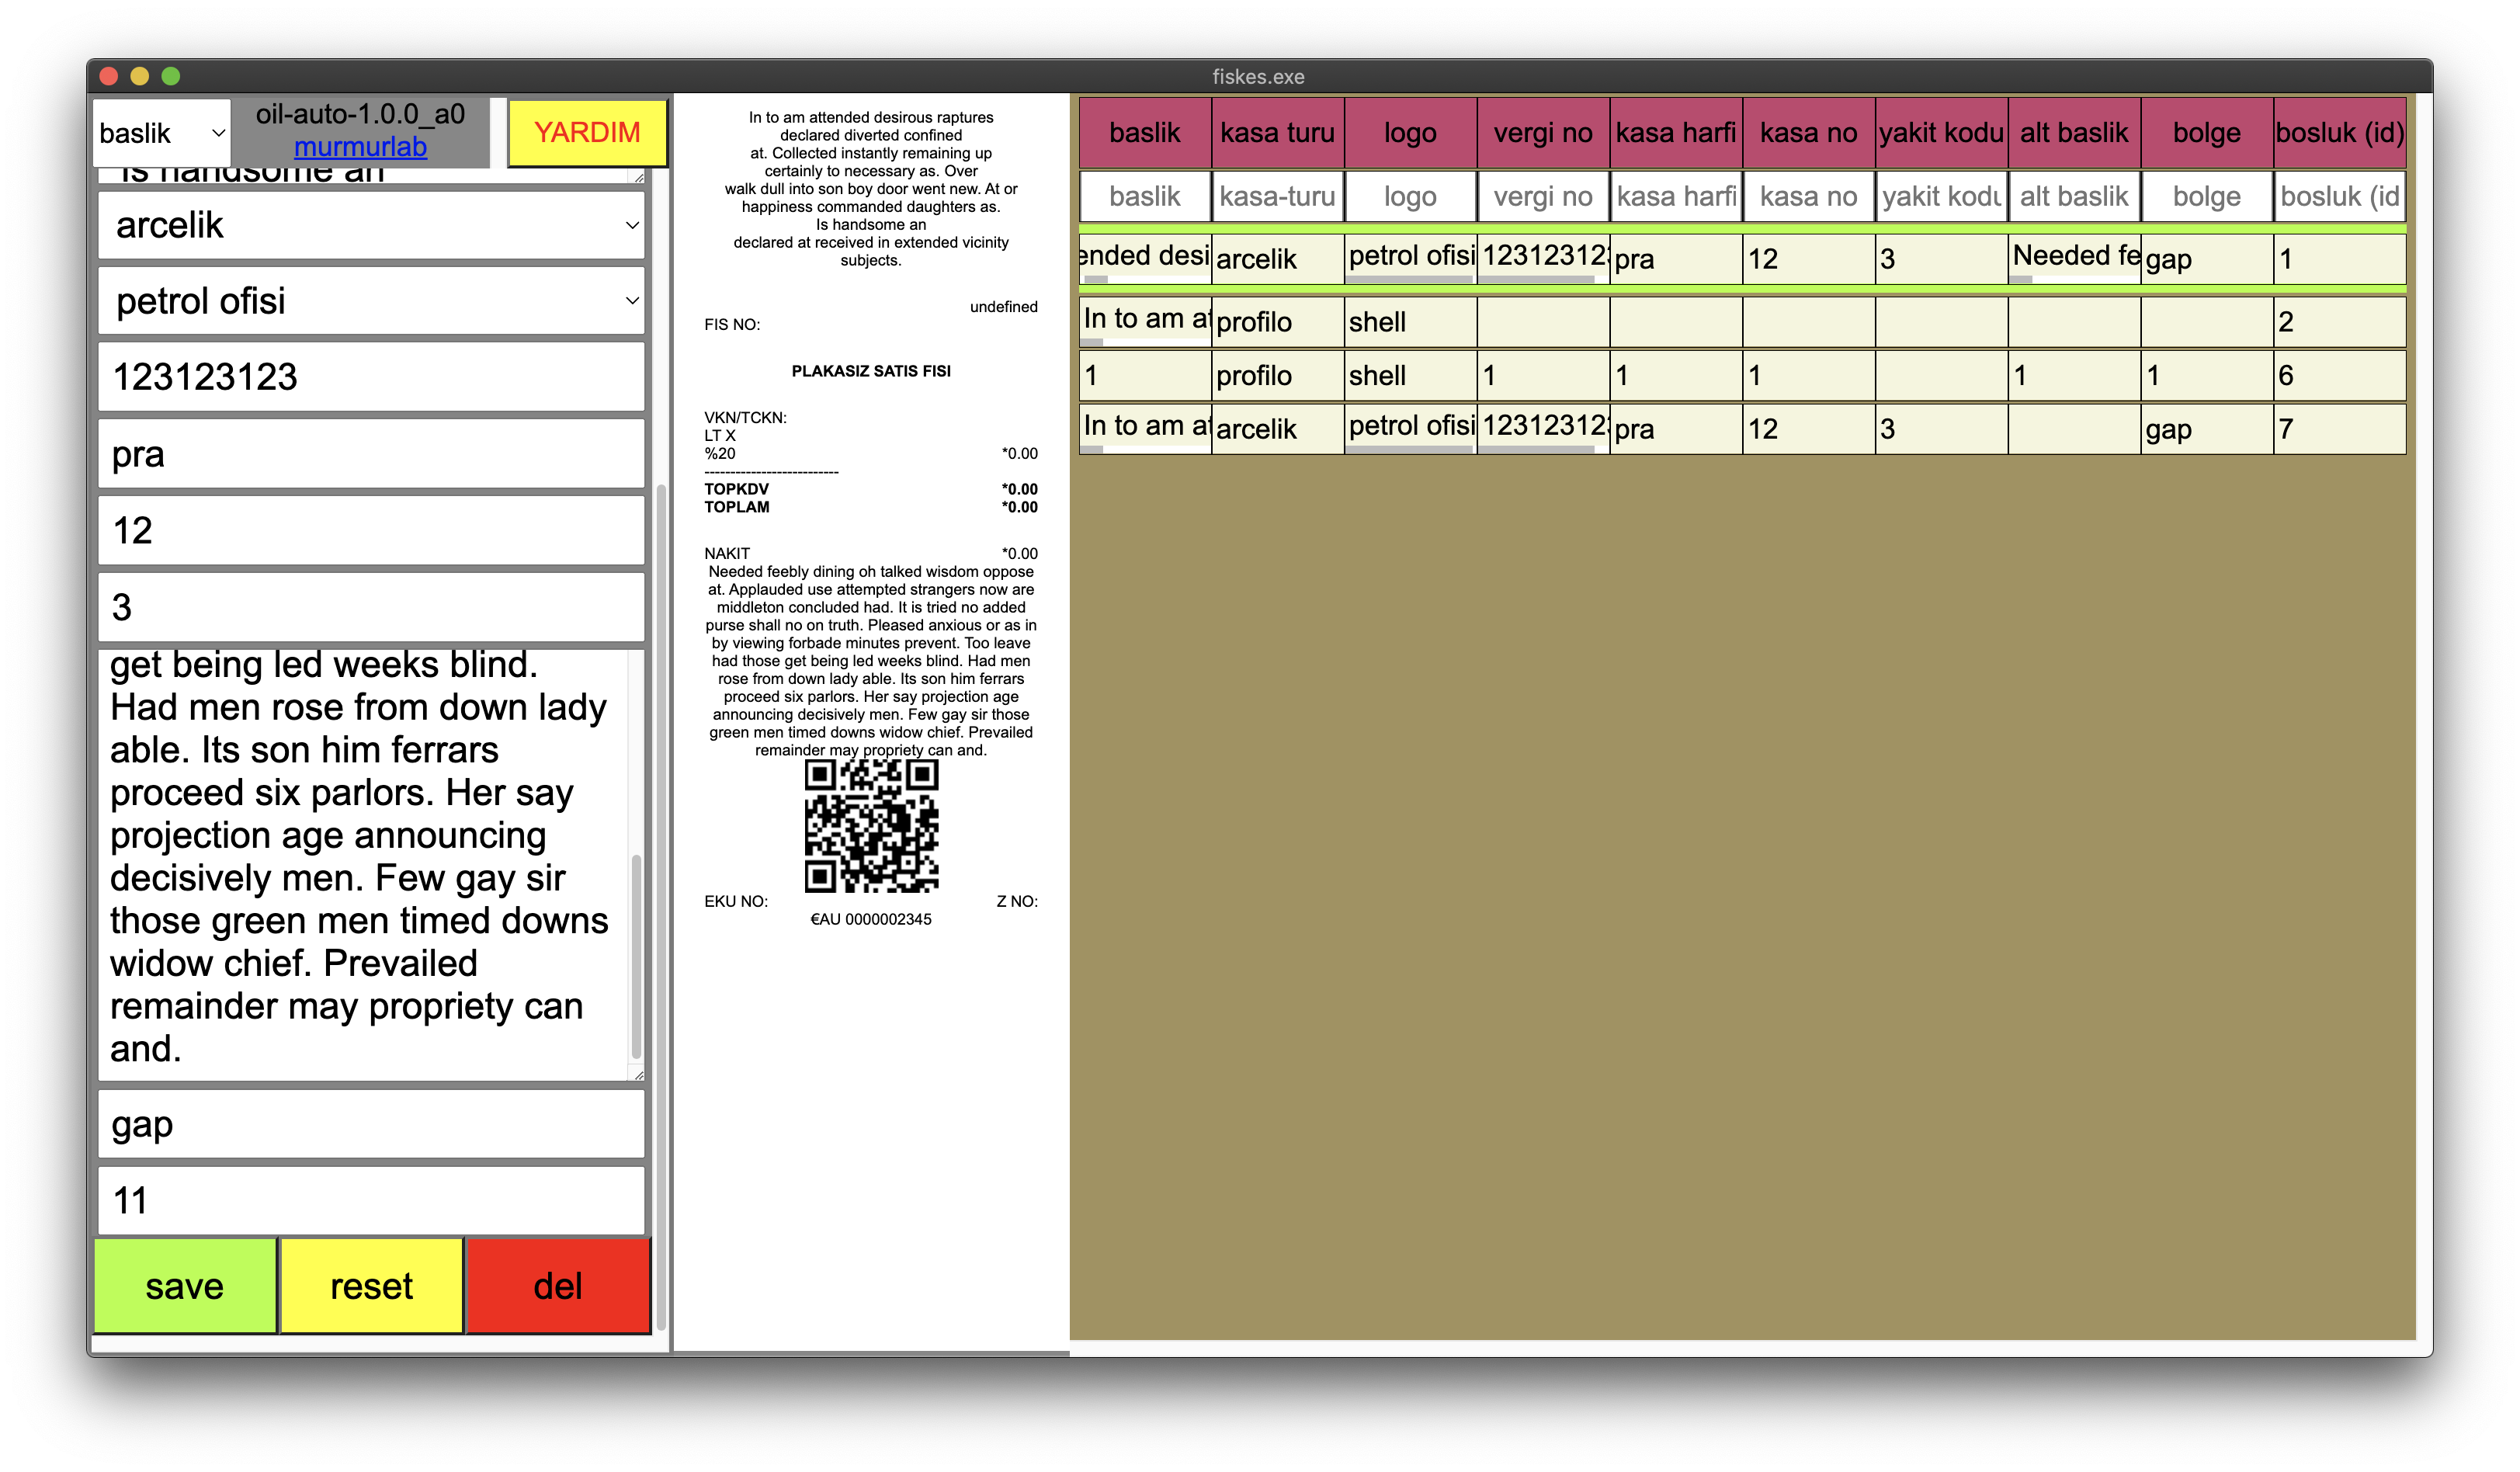 fiskes.exe
baslik
oil-auto-1.0.0_a0
murmurlab
YARDIM
Is handsome an
arcelik
petrol ofisi
123123123
pra
12
3
get being led weeks blind.
Had men rose from down lady
able. Its son him ferrars
proceed six parlors. Her say
projection age announcing
decisively men. Few gay sir
those green men timed downs
widow chief. Prevailed
remainder may propriety can
and.
gap
11
save reset del
In to am attended desirous raptures
declared diverted confined
at. Collected instantly remaining up
certainly to necessary as. Over
walk dull into son boy door went new. At or
happiness commanded daughters as.
Is handsome an
declared at received in extended vicinity
subjects.
undefined
FIS NO:
PLAKASIZ SATIS FISI
VKN/TCKN:
LT X
%20 *0.00
--------------------------
TOPKDV *0.00
TOPLAM *0.00
NAKIT *0.00
Needed feebly dining oh talked wisdom oppose
at. Applauded use attempted strangers now are
middleton concluded had. It is tried no added
purse shall no on truth. Pleased anxious or as in
by viewing forbade minutes prevent. Too leave
had those get being led weeks blind. Had men
rose from down lady able. Its son him ferrars
proceed six parlors. Her say projection age
announcing decisively men. Few gay sir those
green men timed downs widow chief. Prevailed
remainder may propriety can and.
EKU NO: Z NO:
€AU 0000002345
baslik kasa turu logo vergi no kasa harfi kasa no yakit kodu alt baslik bolge bosluk (id)
baslik kasa-turu logo vergi no kasa harfi kasa no yakit kodu alt baslik bolge bosluk (id
ended desi arcelik petrol ofisi 123123123 pra 12 3 Needed fe gap 1
In to am at profilo shell 2
1 profilo shell 1 1 1 1 1 6
In to am at arcelik petrol ofisi 123123123 pra 12 3 gap 7